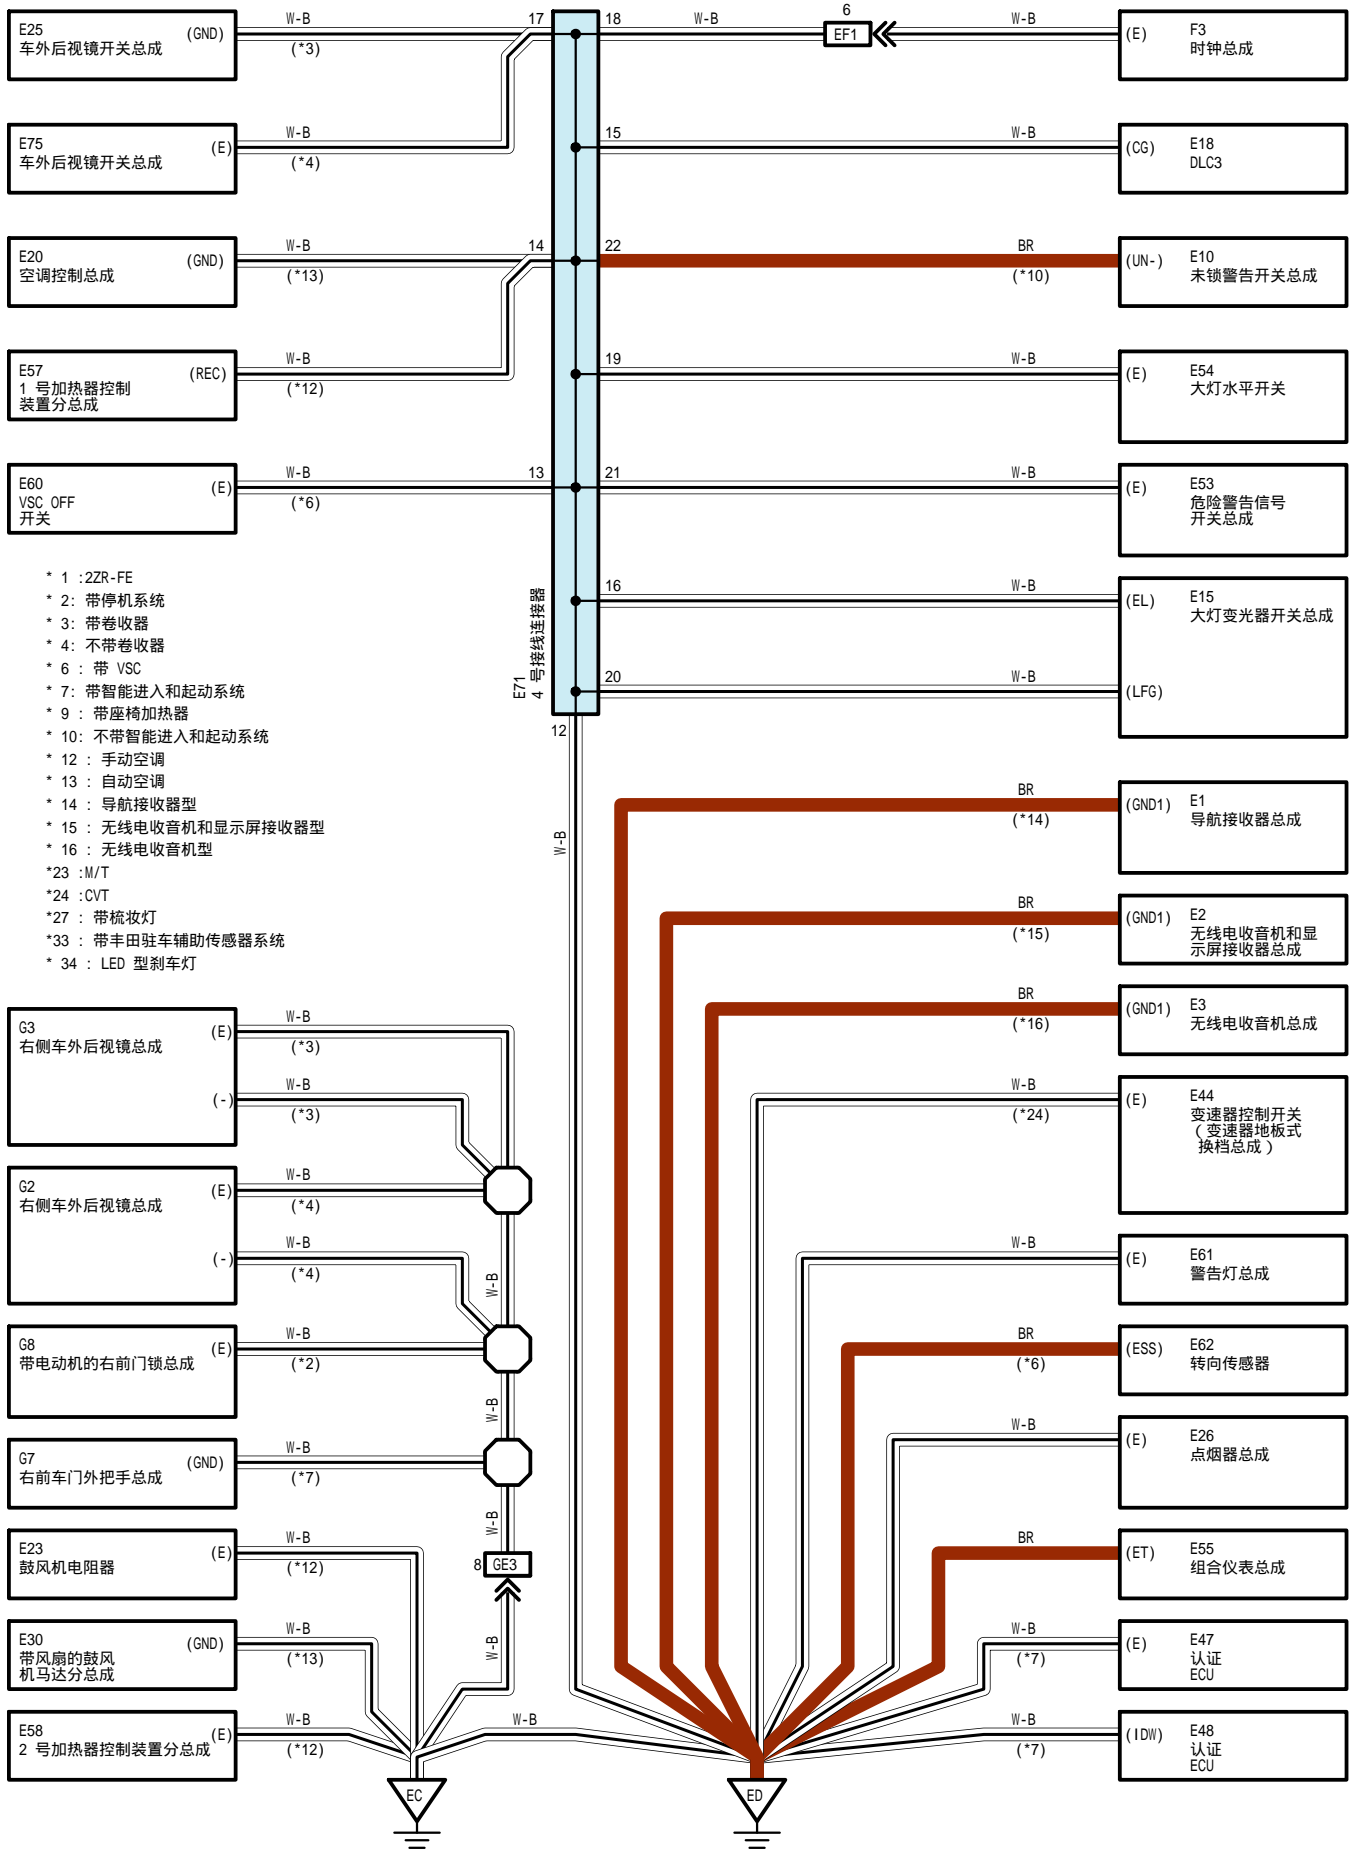 E25
车外后视镜开关总成
(GND)
W-B
(*3)
17
18
W-B
6
EF1
W-B
(E)
F3
时钟总成
E75
车外后视镜开关总成
(E)
W-B
(*4)
15
W-B
(CG)
E18
DLC3
E20
空调控制总成
(GND)
W-B
(*13)
14
22
BR
(*10)
(UN-)
E10
未锁警告开关总成
E57
1 号加热器控制
装置分总成
(REC)
W-B
(*12)
19
W-B
(E)
E54
大灯水平开关
E60
VSC OFF
开关
(E)
W-B
(*6)
13
21
W-B
(E)
E53
危险警告信号
开关总成
* 1 :2ZR-FE
* 2: 带停机系统
* 3: 带卷收器
* 4: 不带卷收器
* 6 : 带 VSC
* 7: 带智能进入和起动系统
* 9 : 带座椅加热器
* 10: 不带智能进入和起动系统
* 12 : 手动空调
* 13 : 自动空调
* 14 : 导航接收器型
* 15 : 无线电收音机和显示屏接收器型
* 16 : 无线电收音机型
*23 :M/T
*24 :CVT
*27 : 带梳妆灯
*33 : 带丰田驻车辅助传感器系统
* 34 : LED 型刹车灯
E71
4 号接线连接器
16
W-B
(EL)
E15
大灯变光器开关总成
20
W-B
(LFG)
12
W-B
BR
(*14)
(GND1)
E1
导航接收器总成
BR
(*15)
(GND1)
E2
无线电收音机和显
示屏接收器总成
BR
(*16)
(GND1)
E3
无线电收音机总成
G3
右侧车外后视镜总成
(E)
W-B
(*3)
(-)
W-B
(*3)
W-B
(*24)
(E)
E44
变速器控制开关
(变速器地板式
换档总成)
G2
右侧车外后视镜总成
(E)
W-B
(*4)
(-)
W-B
(*4)
W-B
W-B
(E)
E61
警告灯总成
G8
带电动机的右前门锁总成
(E)
W-B
(*2)
W-B
BR
(*6)
(ESS)
E62
转向传感器
G7
右前车门外把手总成
(GND)
W-B
(*7)
W-B
W-B
(E)
E26
点烟器总成
E23
鼓风机电阻器
(E)
W-B
(*12)
8
GE3
BR
(ET)
E55
组合仪表总成
E30
带风扇的鼓风
机马达分总成
(GND)
W-B
(*13)
W-B
W-B
(*7)
(E)
E47
认证
ECU
E58
2 号加热器控制装置分总成
(E)
W-B
(*12)
W-B
W-B
(*7)
(IDW)
E48
认证
ECU
EC
ED